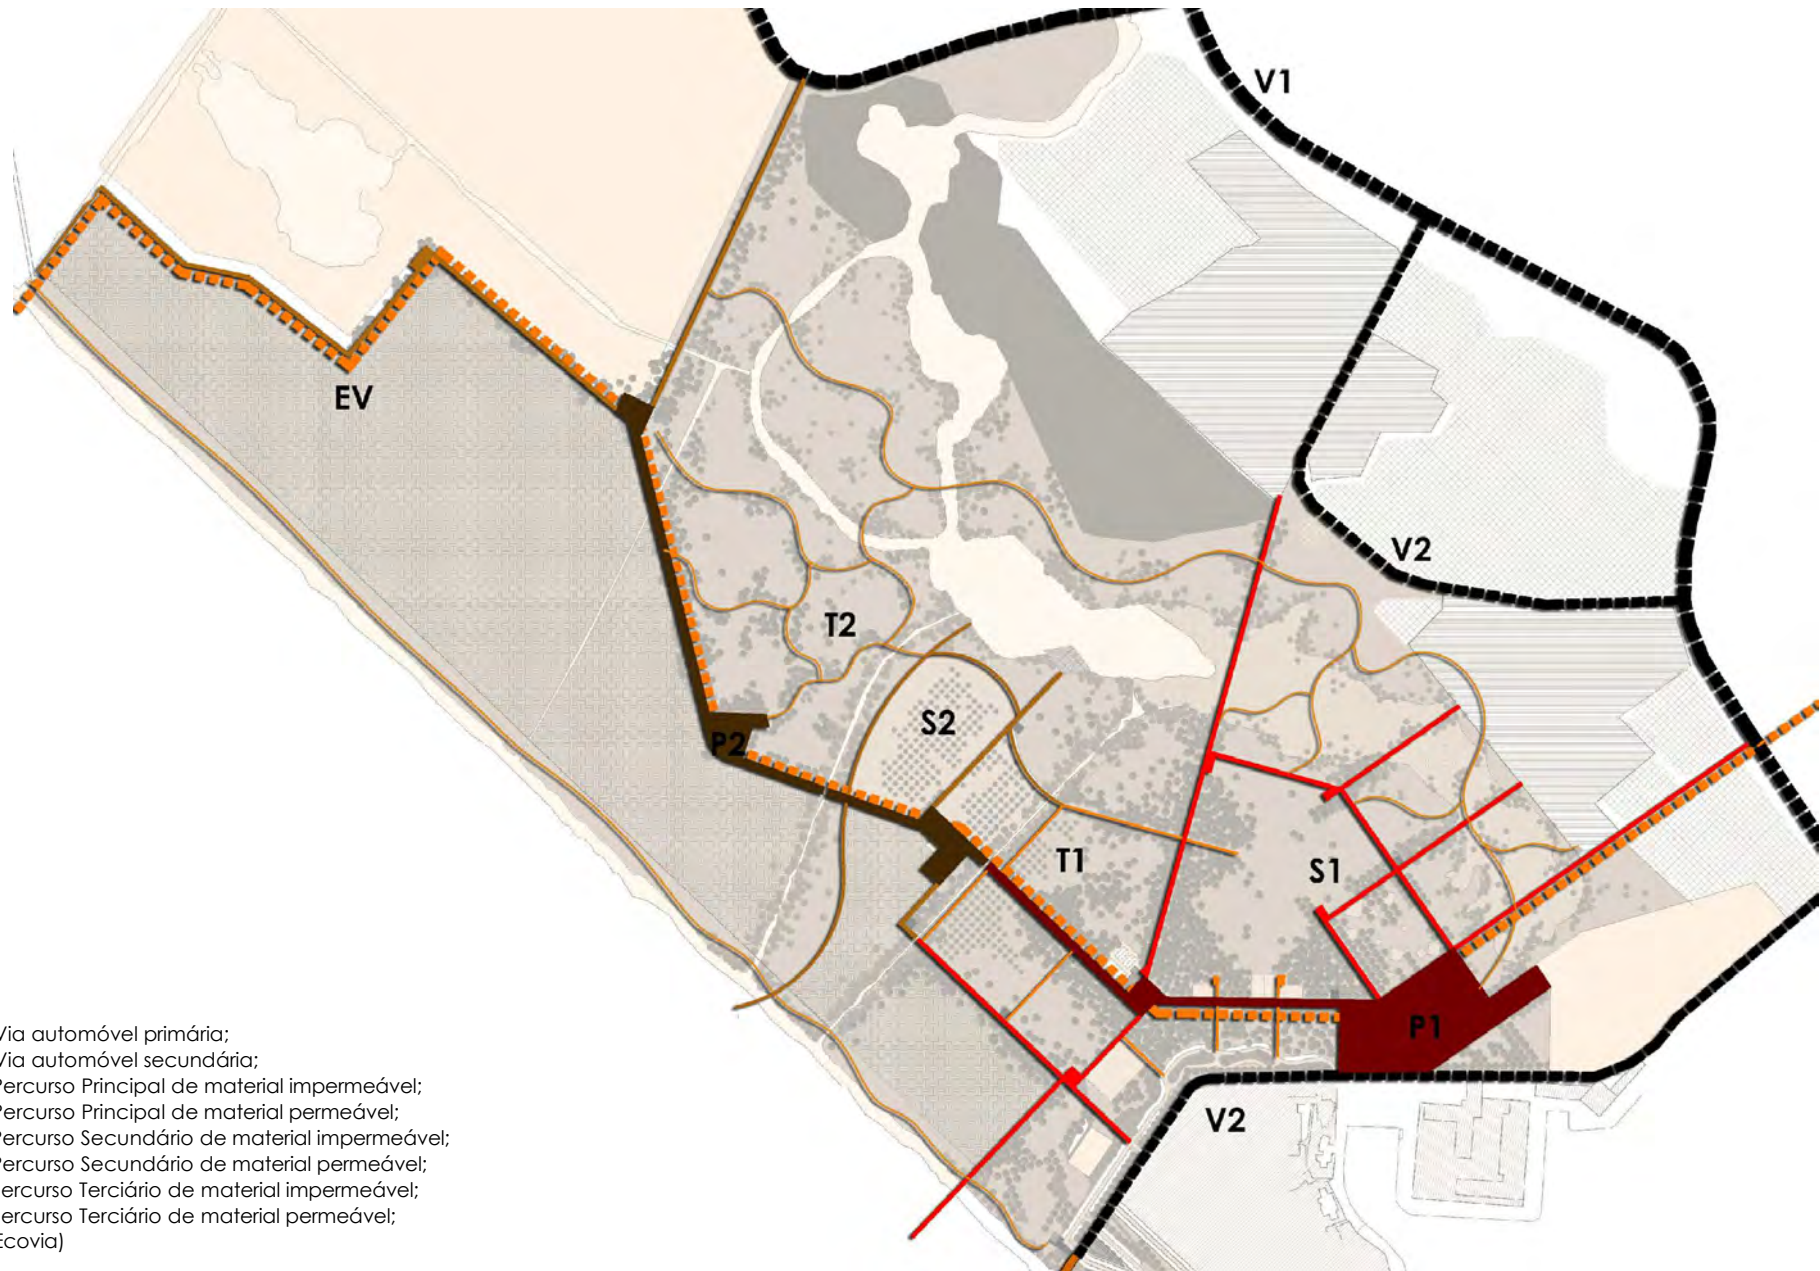 V1
EV
V2
T2
S2
P2
T1
S1
P1
V2
Via automóvel primária;
Via automóvel secundária;
Percurso Principal de material impermeável;
Percurso Principal de material permeável;
Percurso Secundário de material impermeável;
Percurso Secundário de material permeável;
ercurso Terciário de material impermeável;
ercurso Terciário de material permeável;
Ecovia)